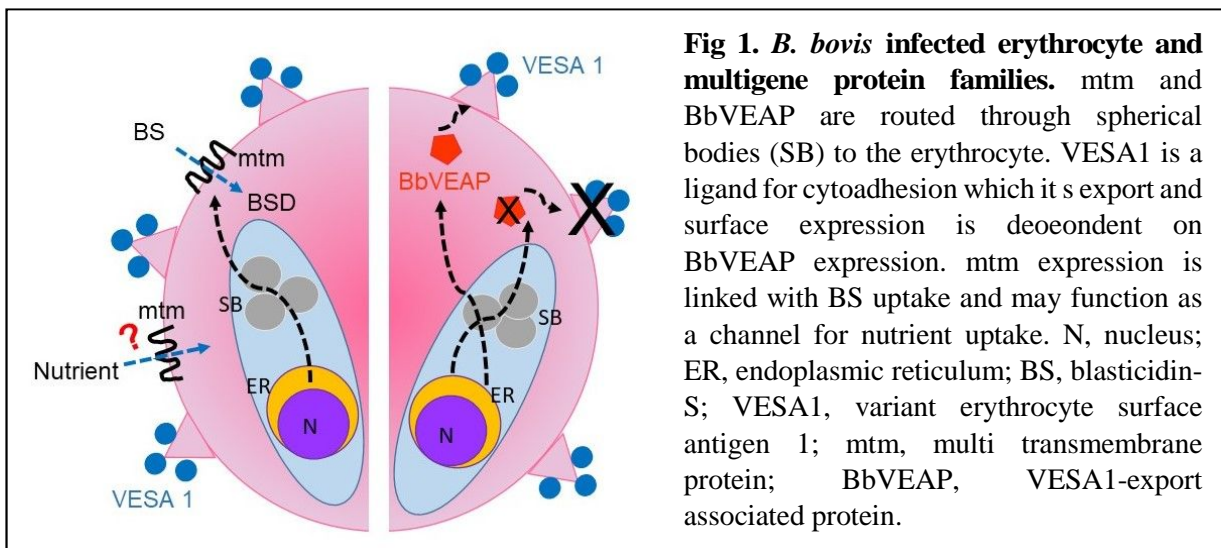 VESA 1
BS
mtm
BSD
BbVEAP
X
X
SB
SB
mtm
?
Nutrient
ER
ER
N
N
VESA 1
Fig 1. B. bovis infected erythrocyte and
multigene protein families. mtm and
BbVEAP are routed through spherical
bodies (SB) to the erythrocyte. VESA1 is a
ligand for cytoadhesion which it s export and
surface expression is deoeondent on
BbVEAP expression. mtm expression is
linked with BS uptake and may function as
a channel for nutrient uptake. N, nucleus;
ER, endoplasmic reticulum; BS, blasticidin-
S; VESA1, variant erythrocyte surface
antigen 1; mtm, multi transmembrane
protein; BbVEAP, VESA1-export
associated protein.